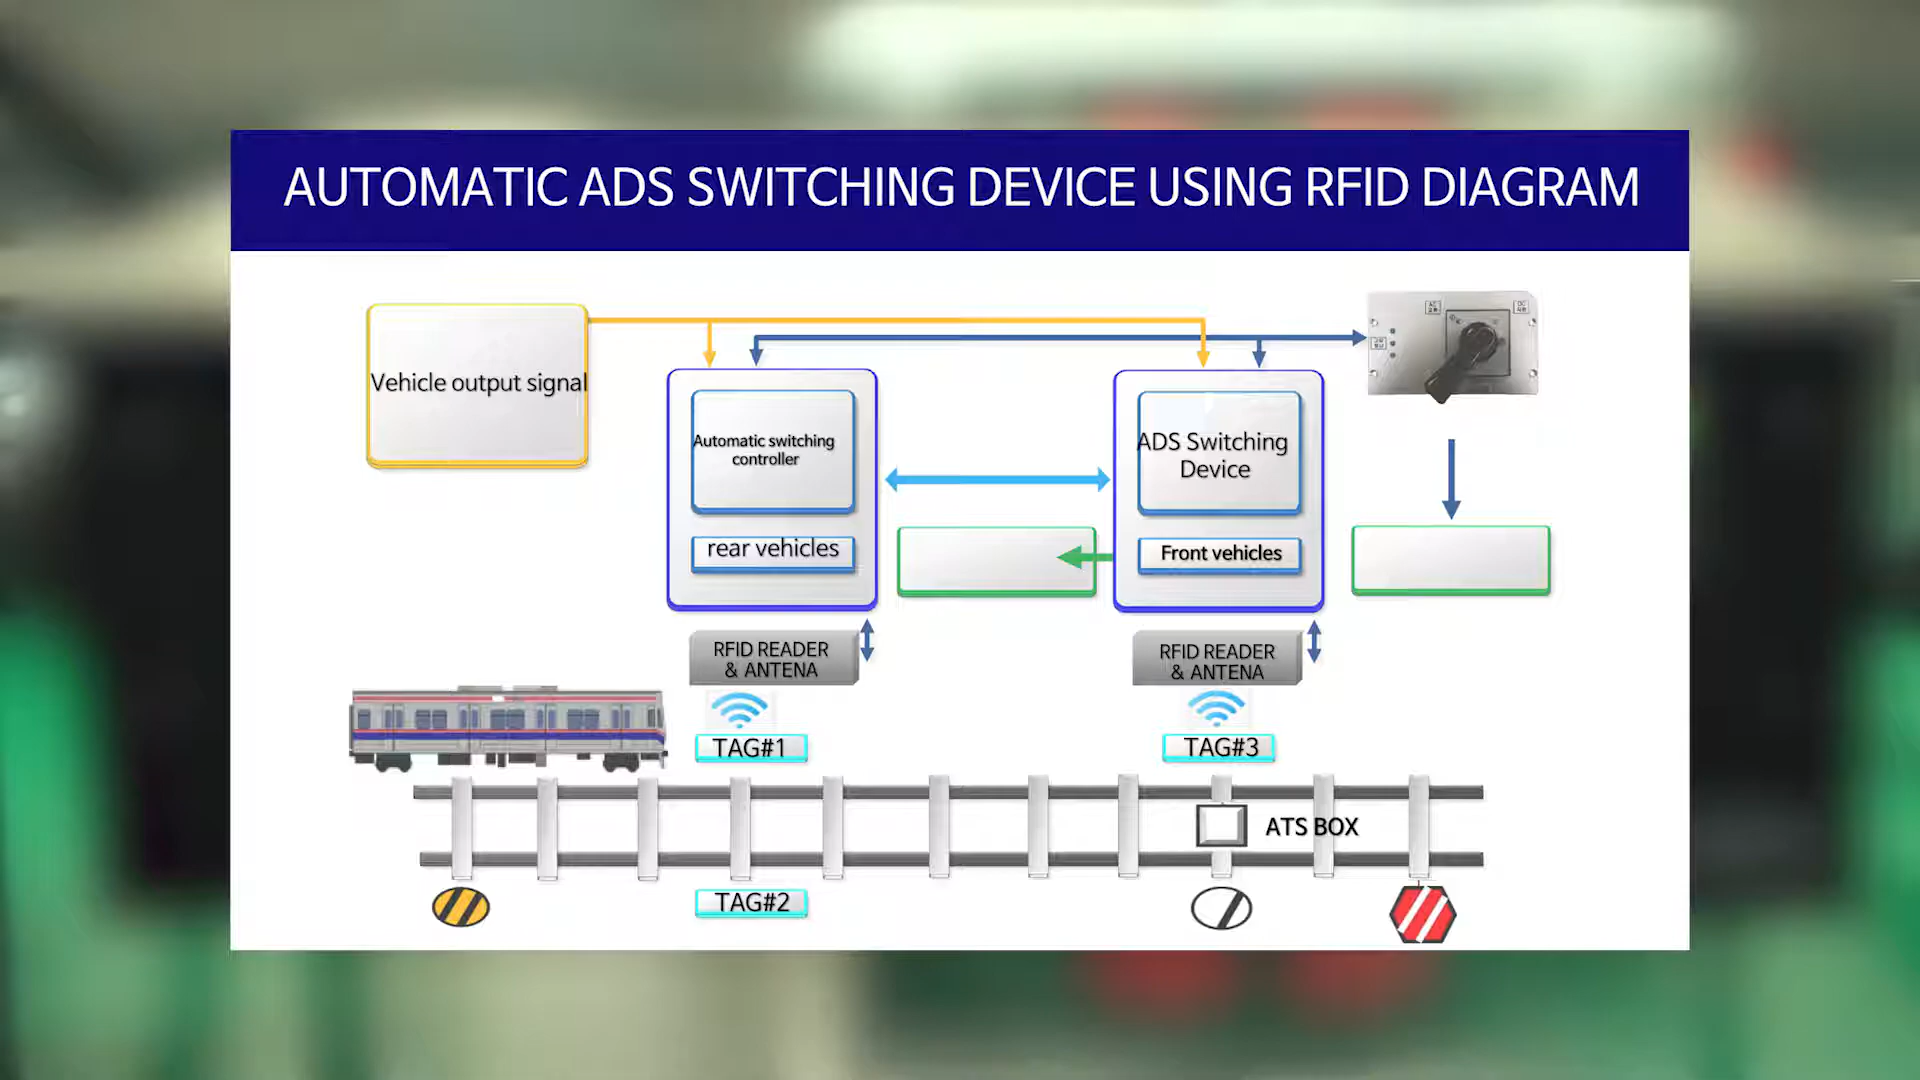 AUTOMATIC ADS SWITCHING DEVICE USING RFID DIAGRAM
Vehicle output signal
Automatic switching
controller
rear vehicles
ADS Switching
Device
Front vehicles
RFID READER
& ANTENA
RFID READER
& ANTENA
TAG#1
TAG#3
ATS BOX
TAG#2